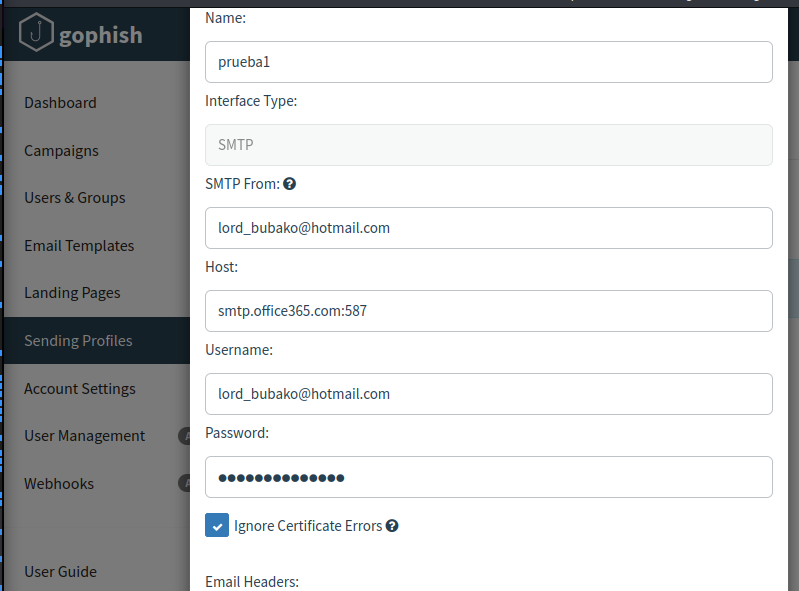 gophish
Dashboard
Campaigns
Users & Groups
Email Templates
Landing Pages
Sending Profiles
Account Settings
User Management
Webhooks
User Guide
Name:
prueba1
Interface Type:
SMTP
SMTP From:
lord_bubako@hotmail.com
Host:
smtp.office365.com:587
Username:
lord_bubako@hotmail.com
Password:
••••••••••••••
Ignore Certificate Errors
Email Headers: